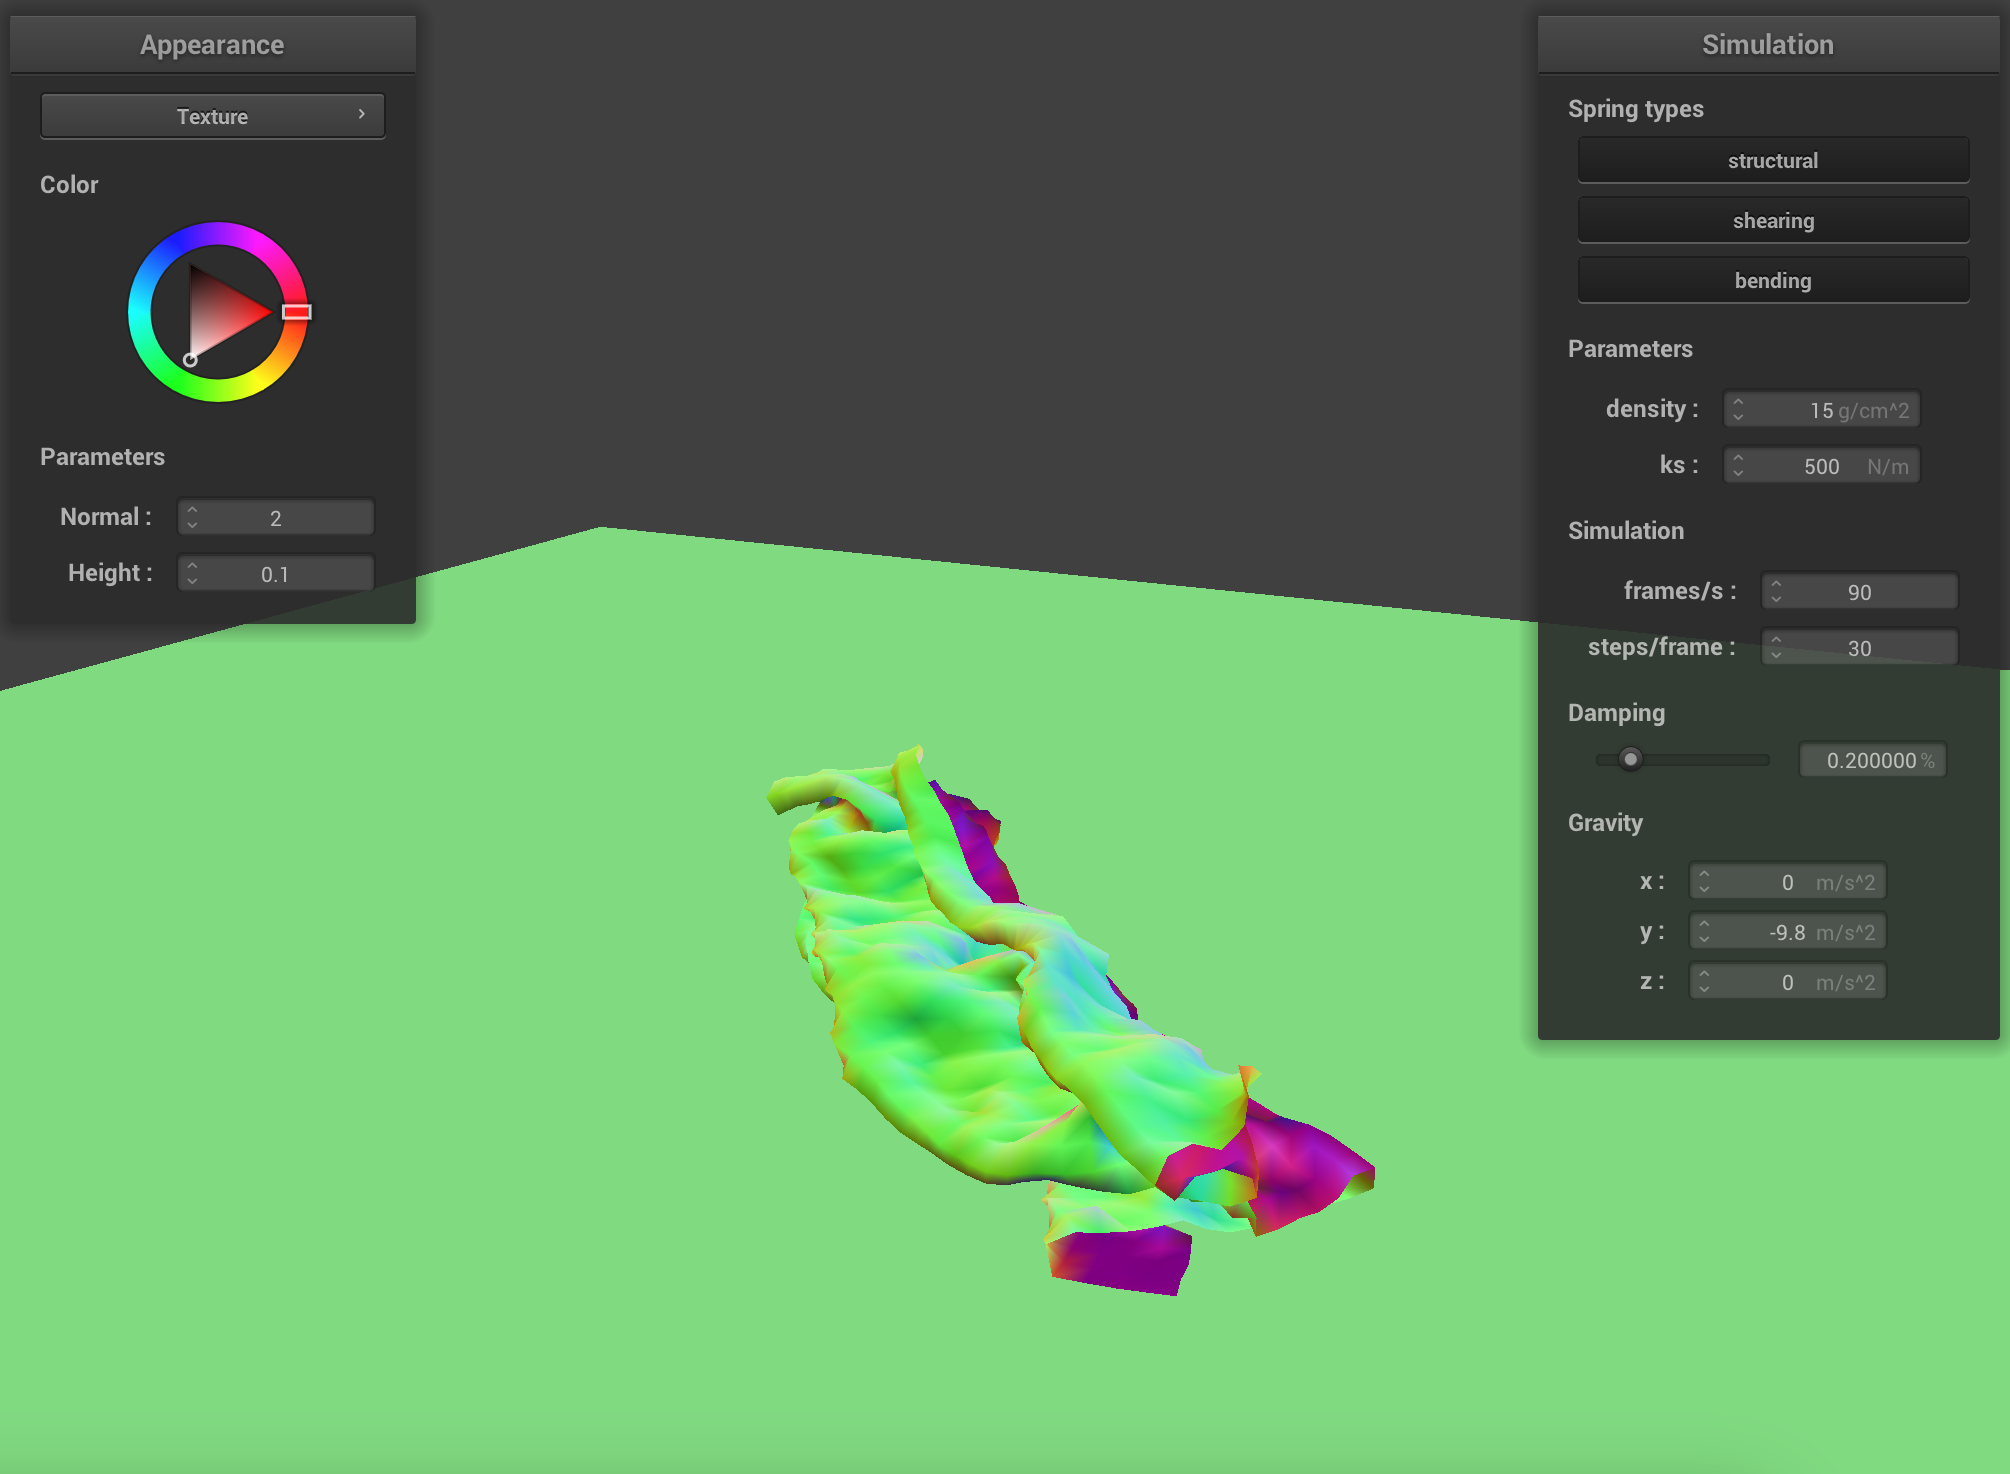 Appearance
Texture
Color
Parameters
Normal : 2
Height : 0.1
Simulation
Spring types
structural
shearing
bending
Parameters
density : 15 g/cm^2
ks : 500 N/m
Simulation
frames/s : 90
steps/frame : 30
Damping
0.200000 %
Gravity
x : 0 m/s^2
y : -9.8 m/s^2
z : 0 m/s^2